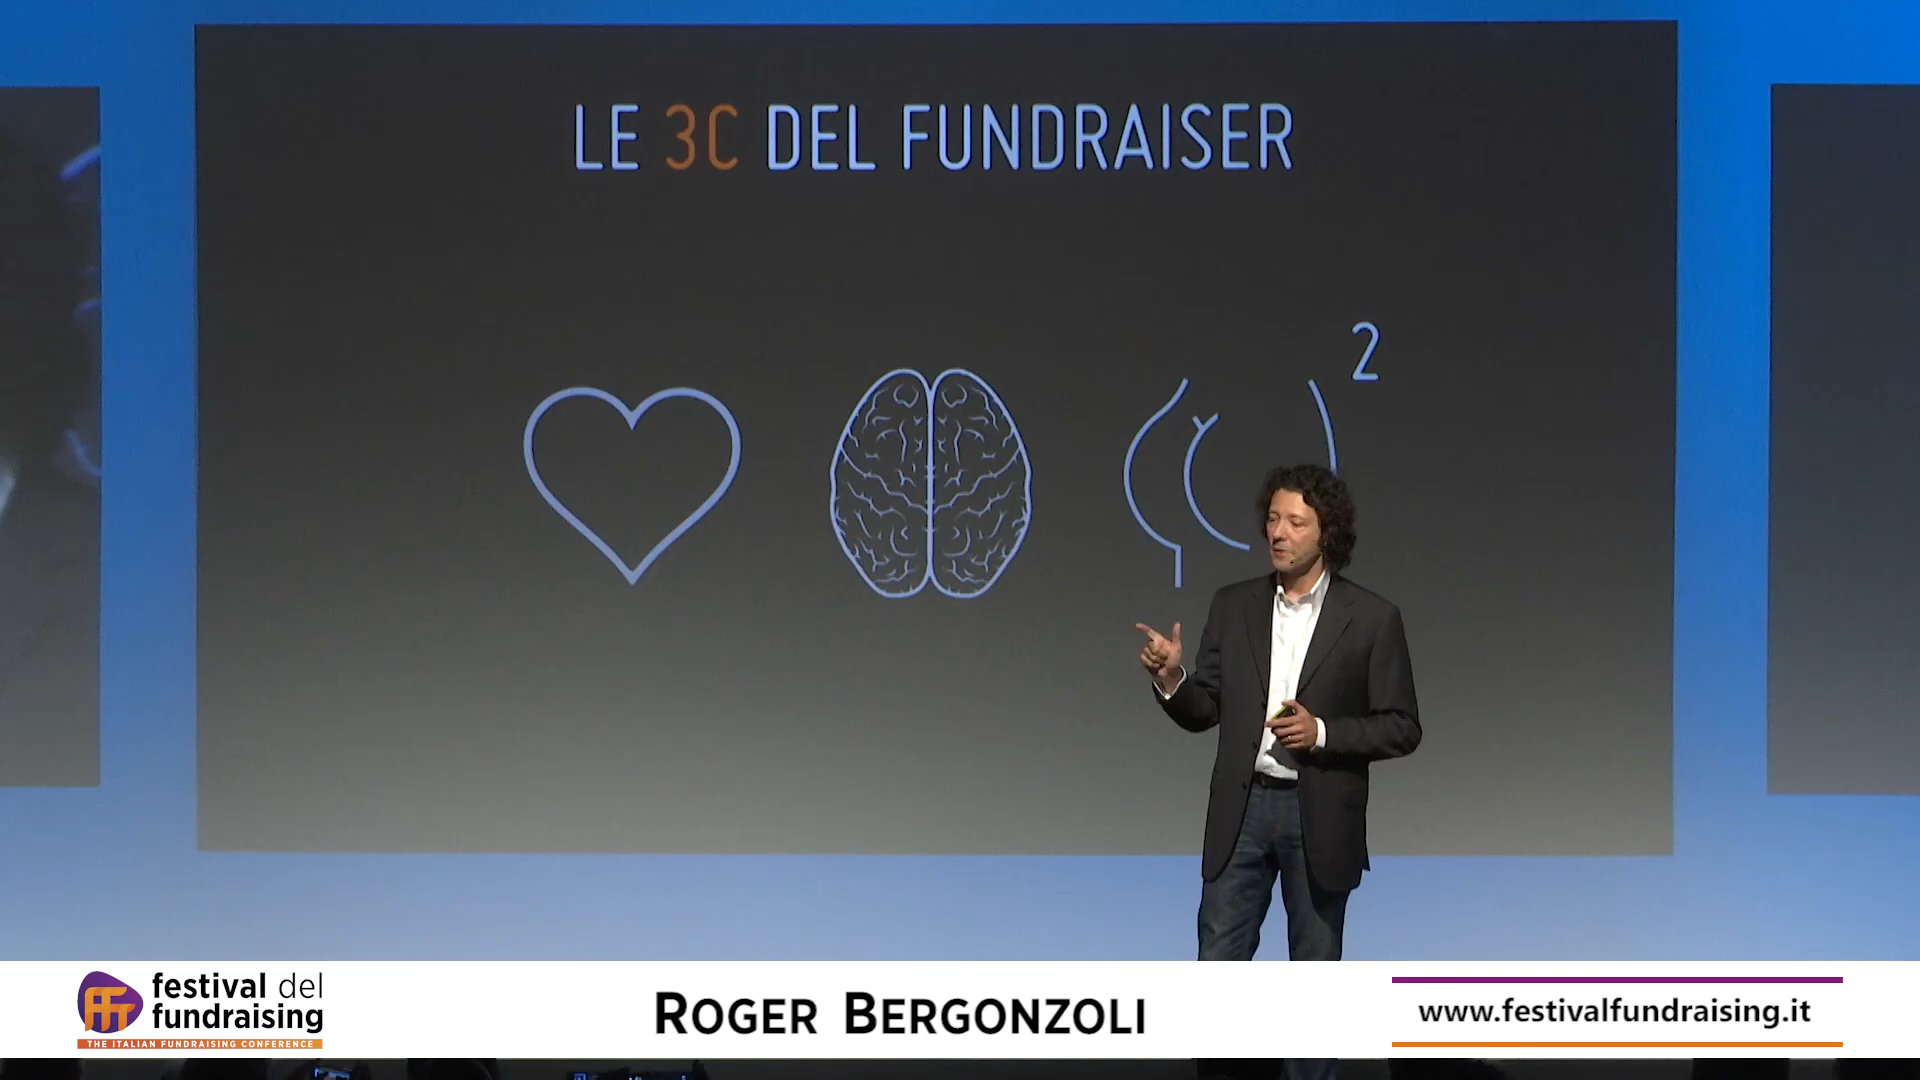 LE 3C DEL FUNDRAISER
2
festival del
fundraising
THE ITALIAN FUNDRAISING CONFERENCE
ROGER BERGONZOLI
www.festivalfundraising.it